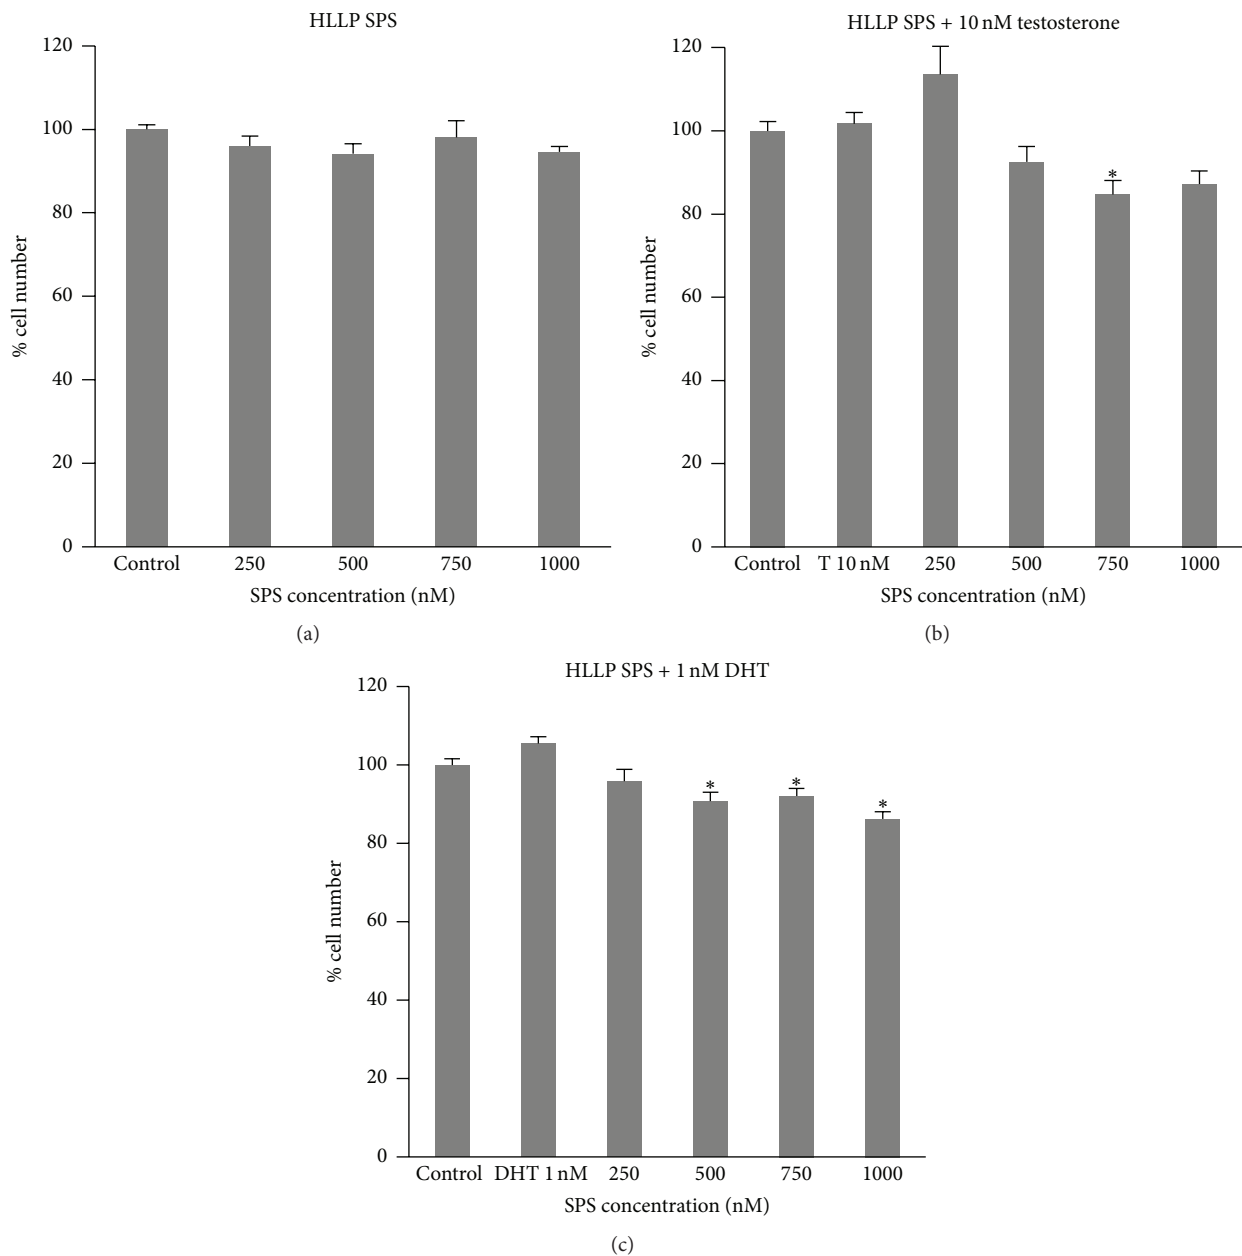 HLLP SPS
120
100
80
60
40
20
0
% cell number
Control 250 500 750 1000
SPS concentration (nM)
(a)
HLLP SPS + 10 nM testosterone
120
100
80
60
40
20
0
% cell number
*
Control T 10 nM 250 500 750 1000
SPS concentration (nM)
(b)
HLLP SPS + 1 nM DHT
120
100
80
60
40
20
0
% cell number
* * *
Control DHT 1 nM 250 500 750 1000
SPS concentration (nM)
(c)